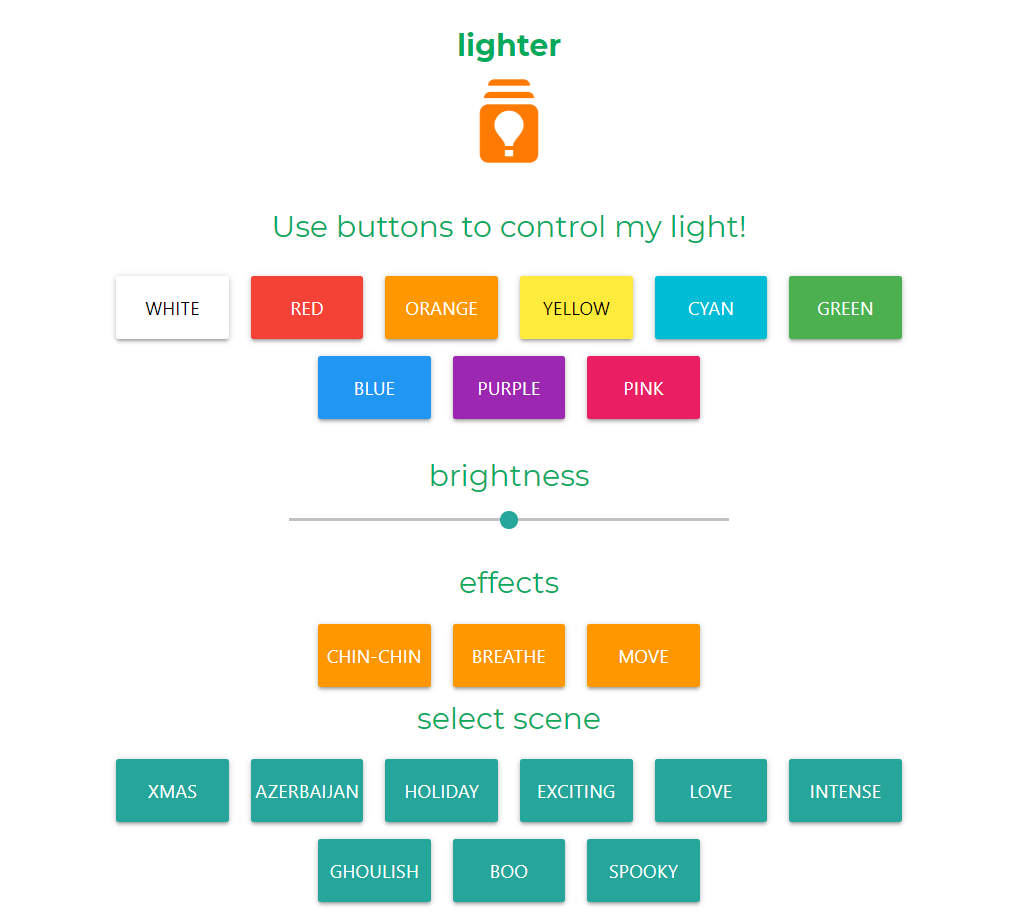 lighter
Use buttons to control my light!
WHITE RED ORANGE YELLOW CYAN GREEN
BLUE PURPLE PINK
brightness
effects
CHIN-CHIN BREATHE MOVE
select scene
XMAS AZERBAIJAN HOLIDAY EXCITING LOVE INTENSE
GHOULISH BOO SPOOKY